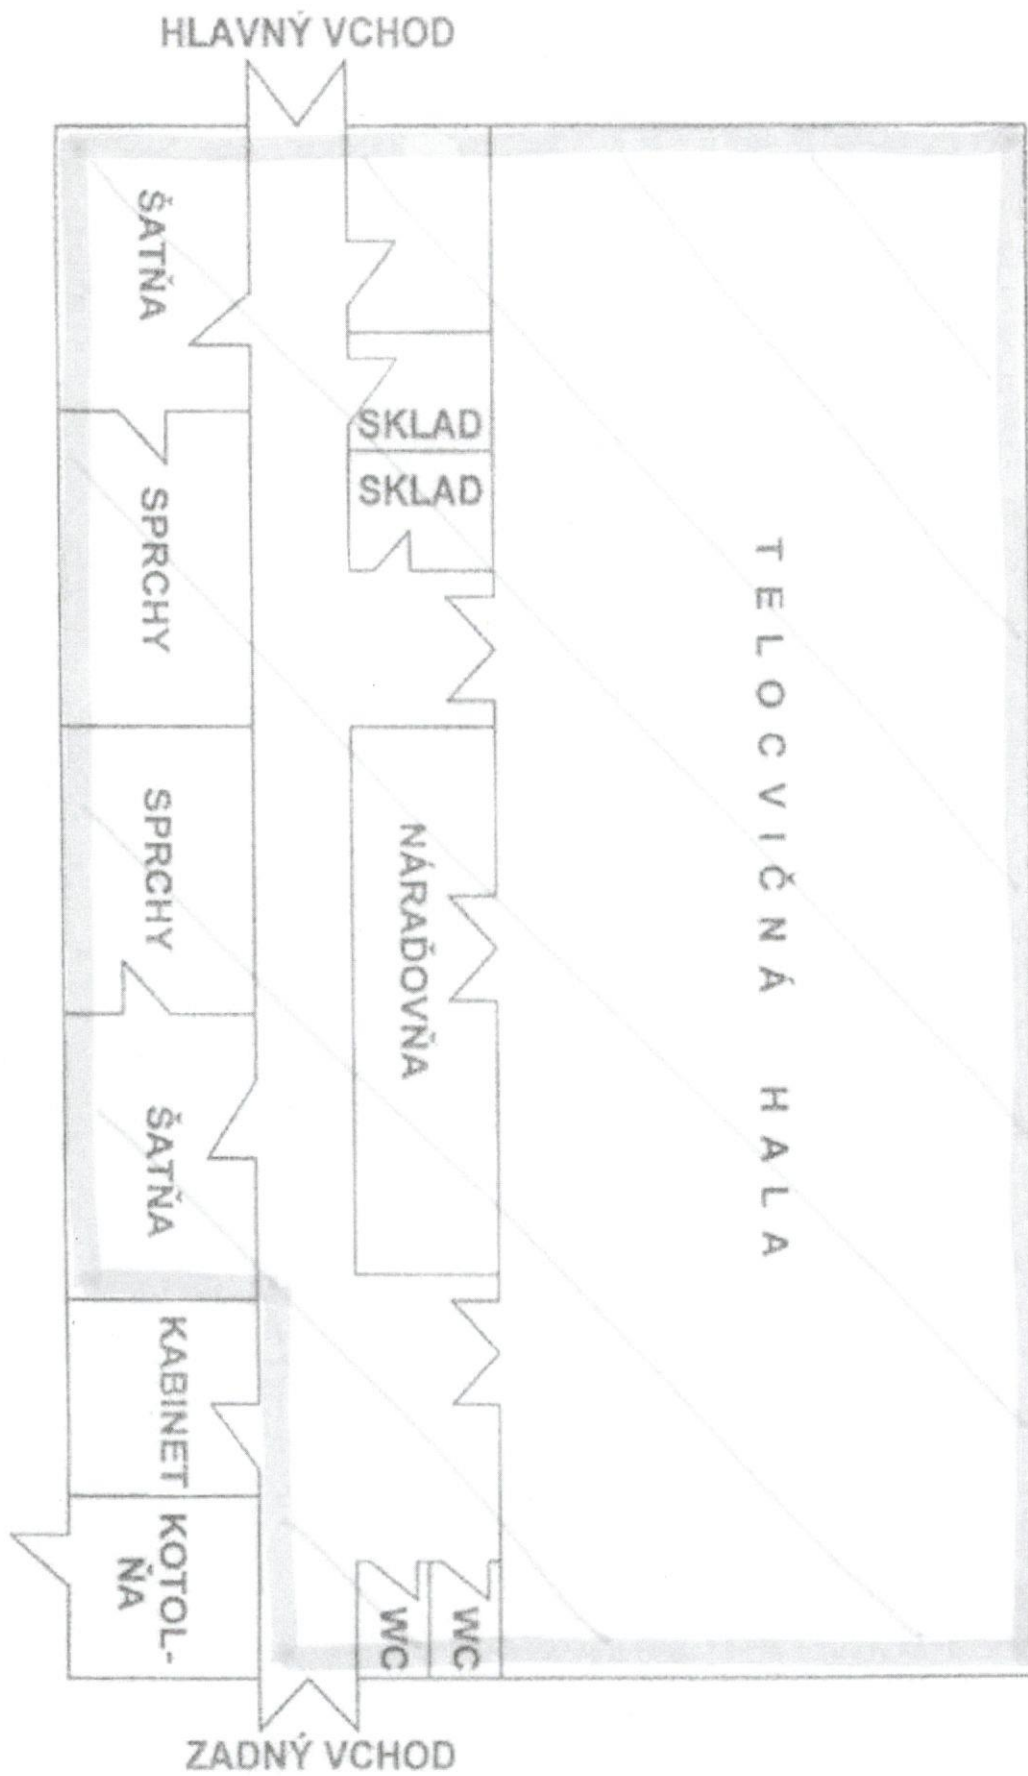 HLAVNÝ VCHOD
ŠATŇA
SKLAD
SKLAD
SPRCHY
TELOCVIČNÁ HALA
SPRCHY
NÁRAĎOVŇA
ŠATŇA
KABINET
KOTOL-
ŇA
WC
WC
ZADNÝ VCHOD